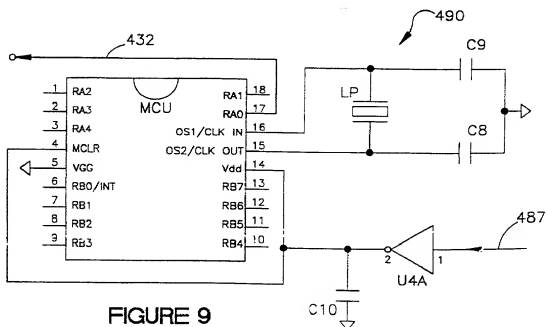 490
432
C9
1 RA2 RA1 18
2 RA3 MCU RA0 17
LP
3 RA4 OS1/CLK IN 16
4 MCLR OS2/CLK OUT 15
C8
5 VGG Vdd 14
6 RB0/INT RB7 13
7 RB1 RB6 12
8 RB2 RB5 11
9 RB3 RB4 10
487
2 1
U4A
C10
FIGURE 9